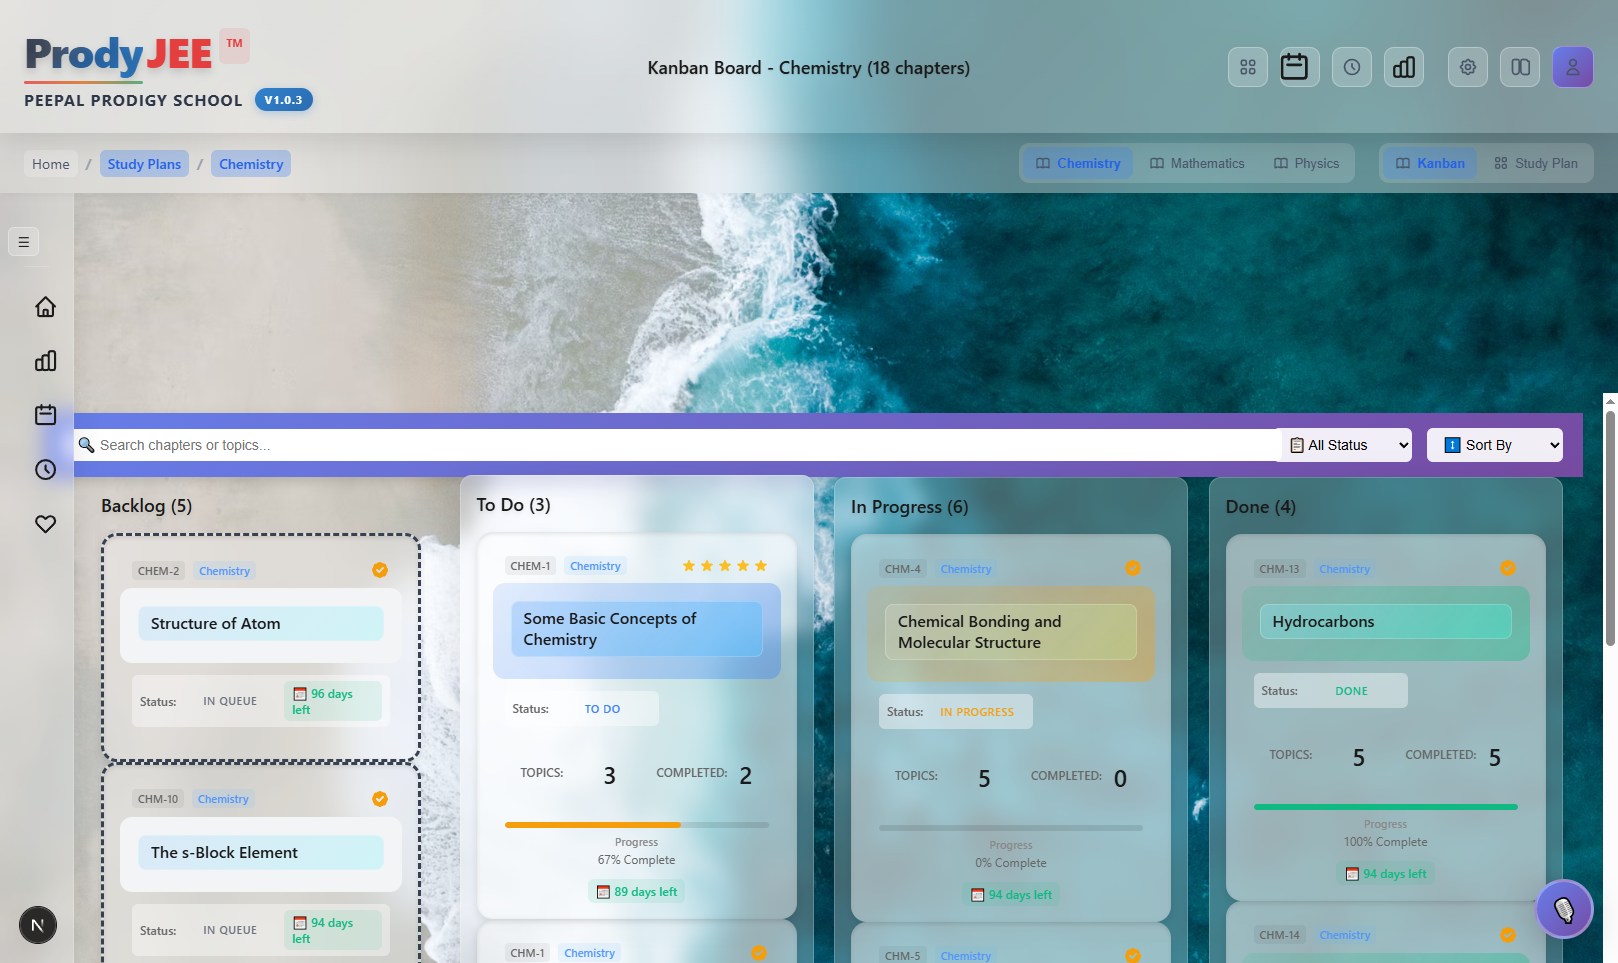 ProdyJEE TM
PEEPAL PRODIGY SCHOOL V1.0.3
Kanban Board - Chemistry (18 chapters)
Home / Study Plans / Chemistry
Chemistry Mathematics Physics
Kanban Study Plan
Search chapters or topics...
All Status
Sort By
Backlog (5)
CHEM-2 Chemistry
Structure of Atom
Status: IN QUEUE 96 days
left
CHM-10 Chemistry
The s-Block Element
Status: IN QUEUE 94 days
left
To Do (3)
CHEM-1 Chemistry
Some Basic Concepts of
Chemistry
Status: TO DO
TOPICS: 3 COMPLETED: 2
Progress
67% Complete
89 days left
CHM-1 Chemistry
In Progress (6)
CHM-4 Chemistry
Chemical Bonding and
Molecular Structure
Status: IN PROGRESS
TOPICS: 5 COMPLETED: 0
Progress
0% Complete
94 days left
CHM-5 Chemistry
Done (4)
CHM-13 Chemistry
Hydrocarbons
Status: DONE
TOPICS: 5 COMPLETED: 5
Progress
100% Complete
94 days left
CHM-14 Chemistry
N